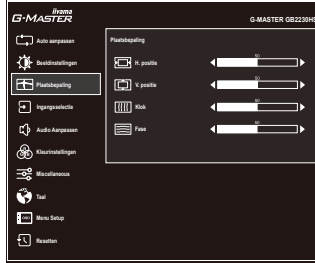 iiyama
G-MASTER
G-MASTER GB2230HS
Auto aanpassen
Beeldinstellingen
Plaatsbepaling
Ingangsselectie
Audio Aanpassen
Kleurinstellingen
Miscellaneous
Taal
OSD
Menu Setup
Resetten
Plaatsbepaling
H. positie
50
V. positie
50
Klok
50
Fase
50